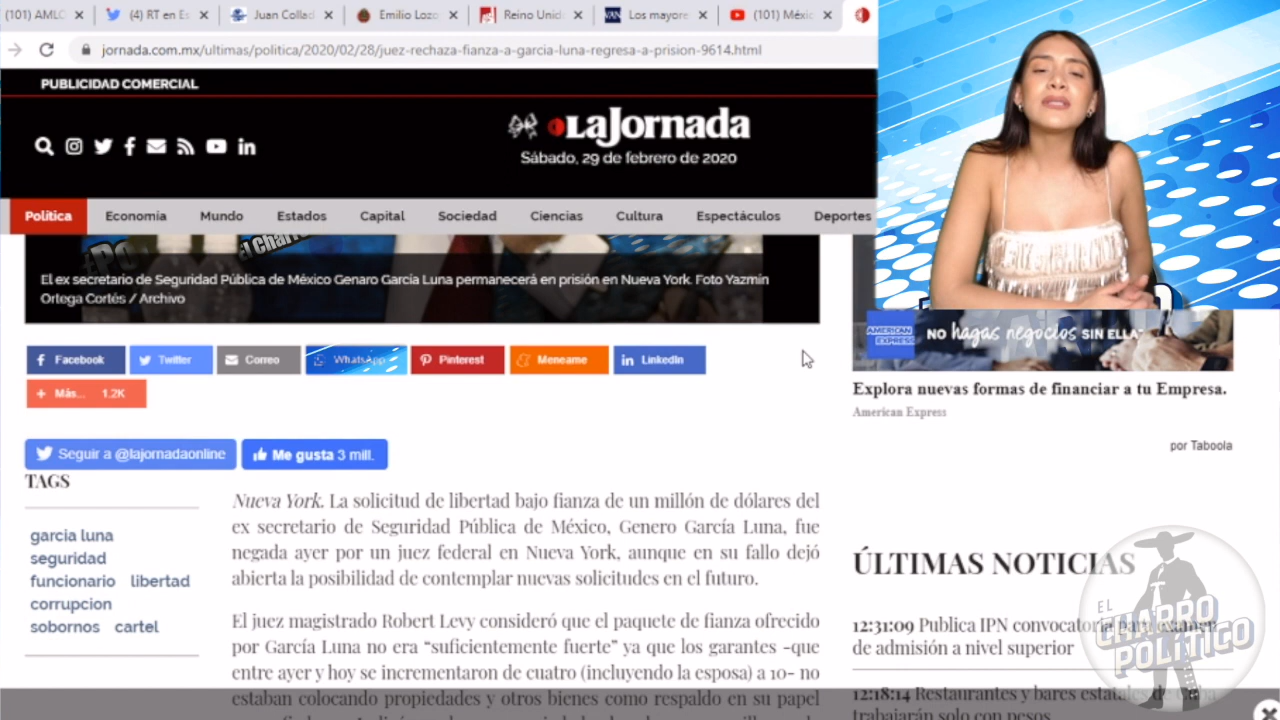 (101) AMLO
(4) RT en Es
Juan Collad
Emilio Lozo
Reino Unid
Los mayore
(101) Méxic
jornada.com.mx/ultimas/politica/2020/02/28/juez-rechaza-fianza-a-garcia-luna-regresa-a-prision-9614.html
PUBLICIDAD COMERCIAL
La Jornada
Sábado, 29 de febrero de 2020
Política Economía Mundo Estados Capital Sociedad Ciencias Cultura Espectáculos Deportes
El ex secretario de Seguridad Pública de México Genaro García Luna permanecerá en prisión en Nueva York. Foto Yazmín
Ortega Cortés / Archivo
Facebook Twitter Correo WhatsApp Pinterest Meneame LinkedIn
Más... 1.2K
Seguir a @lajornadaonline Me gusta 3 mill.
TAGS
garcia luna
seguridad
funcionario libertad
corrupcion
sobornos cartel
Nueva York. La solicitud de libertad bajo fianza de un millón de dólares del
ex secretario de Seguridad Pública de México, Genero García Luna, fue
negada ayer por un juez federal en Nueva York, aunque en su fallo dejó
abierta la posibilidad de contemplar nuevas solicitudes en el futuro.
El juez magistrado Robert Levy consideró que el paquete de fianza ofrecido
por García Luna no era “suficientemente fuerte” ya que los garantes -que
entre ayer y hoy se incrementaron de cuatro (incluyendo la esposa) a 10- no
estaban colocando propiedades y otros bienes como respaldo en su papel
AMERICAN
EXPRESS
NO hagas negocios SIN ELLA
Explora nuevas formas de financiar a tu Empresa.
American Express
por Taboola
ÚLTIMAS NOTICIAS
12:31:09 Publica IPN convocatoria para examen
de admisión a nivel superior
12:18:14 Restaurantes y bares estatales de Cuba
trabajarán solo con pesos
EL
CHARRO
POLÍTICO